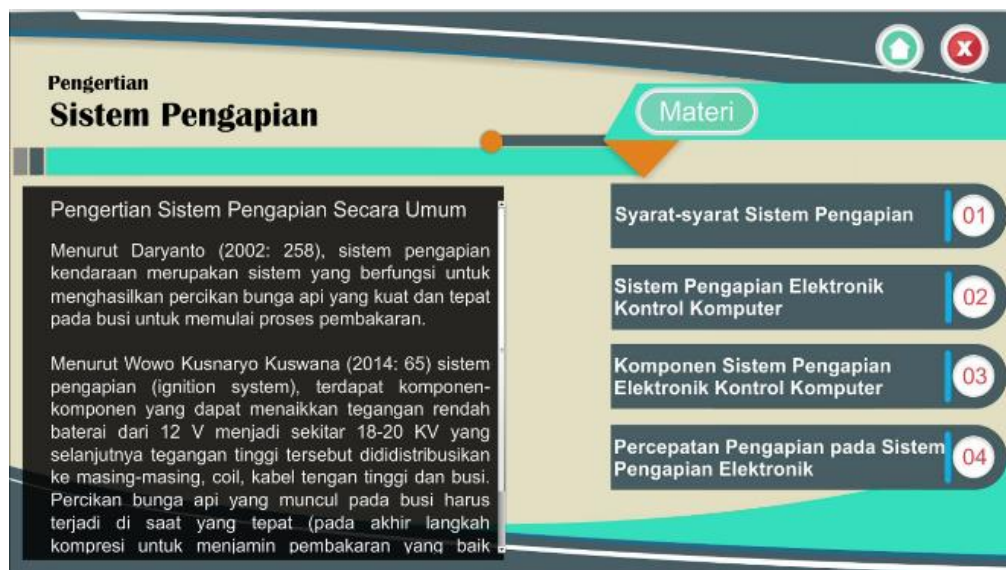 Pengertian
Sistem Pengapian
Materi
X
Pengertian Sistem Pengapian Secara Umum
Menurut Daryanto (2002: 258), sistem pengapian
kendaraan merupakan sistem yang berfungsi untuk
menghasilkan percikan bunga api yang kuat dan tepat
pada busi untuk memulai proses pembakaran.
Menurut Wowo Kusnaryo Kuswana (2014: 65) sistem
pengapian (ignition system), terdapat komponen-
komponen yang dapat menaikkan tegangan rendah
baterai dari 12 V menjadi sekitar 18-20 KV yang
selanjutnya tegangan tinggi tersebut dididistribusikan
ke masing-masing, coil, kabel tengan tinggi dan busi.
Percikan bunga api yang muncul pada busi harus
terjadi di saat yang tepat (pada akhir langkah
kompresi untuk menjamin pembakaran yang baik
Syarat-syarat Sistem Pengapian
01
Sistem Pengapian Elektronik
Kontrol Komputer
02
Komponen Sistem Pengapian
Elektronik Kontrol Komputer
03
Percepatan Pengapian pada Sistem
Pengapian Elektronik
04